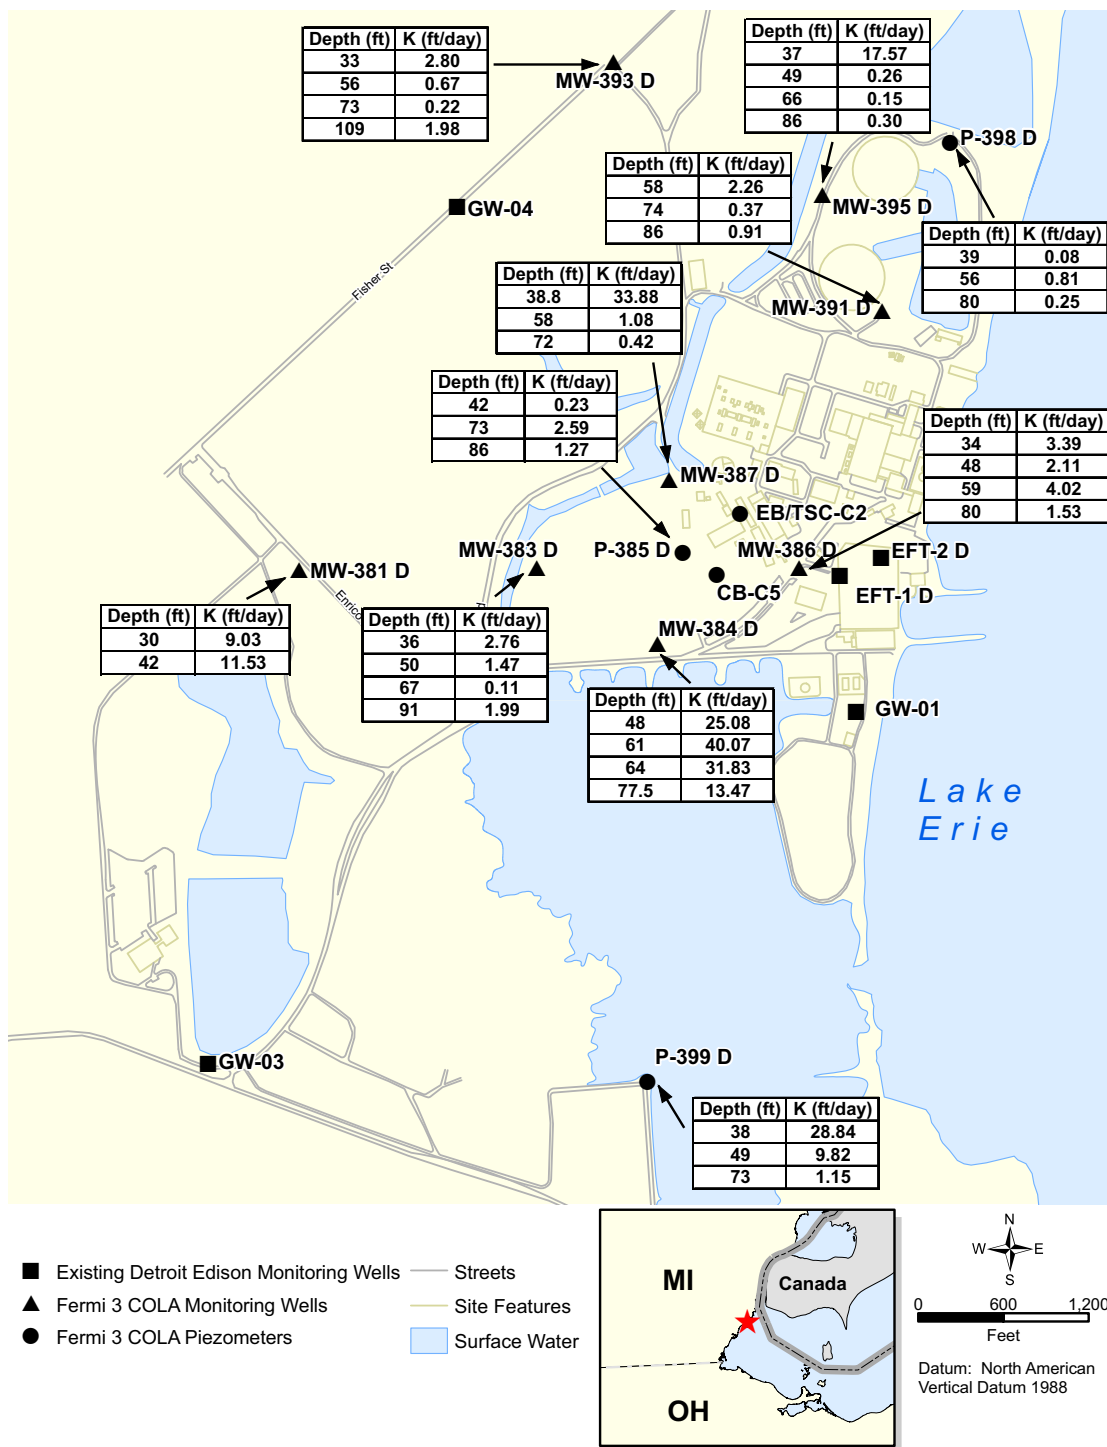 Depth (ft) K (ft/day)
33 2.80
56 0.67
73 0.22
109 1.98
MW-393 D
Depth (ft) K (ft/day)
37 17.57
49 0.26
66 0.15
86 0.30
P-398 D
58 2.26
74 0.37
86 0.91
Depth (ft) K (ft/day)
MW-395 D
GW-04
Depth (ft) K (ft/day)
39 0.08
56 0.81
80 0.25
Fisher St
Depth (ft) K (ft/day)
38.8 33.88
58 1.08
72 0.42
MW-391 D
Depth (ft) K (ft/day)
42 0.23
73 2.59
86 1.27
Depth (ft) K (ft/day)
34 3.39
48 2.11
59 4.02
80 1.53
MW-387 D
EB/TSC-C2
MW-383 D
P-385 D
MW-386 D
EFT-2 D
MW-381 D
CB-C5
EFT-1 D
Enrico
Depth (ft) K (ft/day)
30 9.03
42 11.53
Depth (ft) K (ft/day)
36 2.76
50 1.47
67 0.11
91 1.99
MW-384 D
Depth (ft) K (ft/day)
48 25.08
61 40.07
64 31.83
77.5 13.47
GW-01
Lake
Erie
GW-03
P-399 D
Depth (ft) K (ft/day)
38 28.84
49 9.82
73 1.15
Existing Detroit Edison Monitoring Wells
Fermi 3 COLA Monitoring Wells
Fermi 3 COLA Piezometers
Streets
Site Features
Surface Water
MI
Canada
OH
N
W E
S
0 600 1,200
Feet
Datum: North American
Vertical Datum 1988